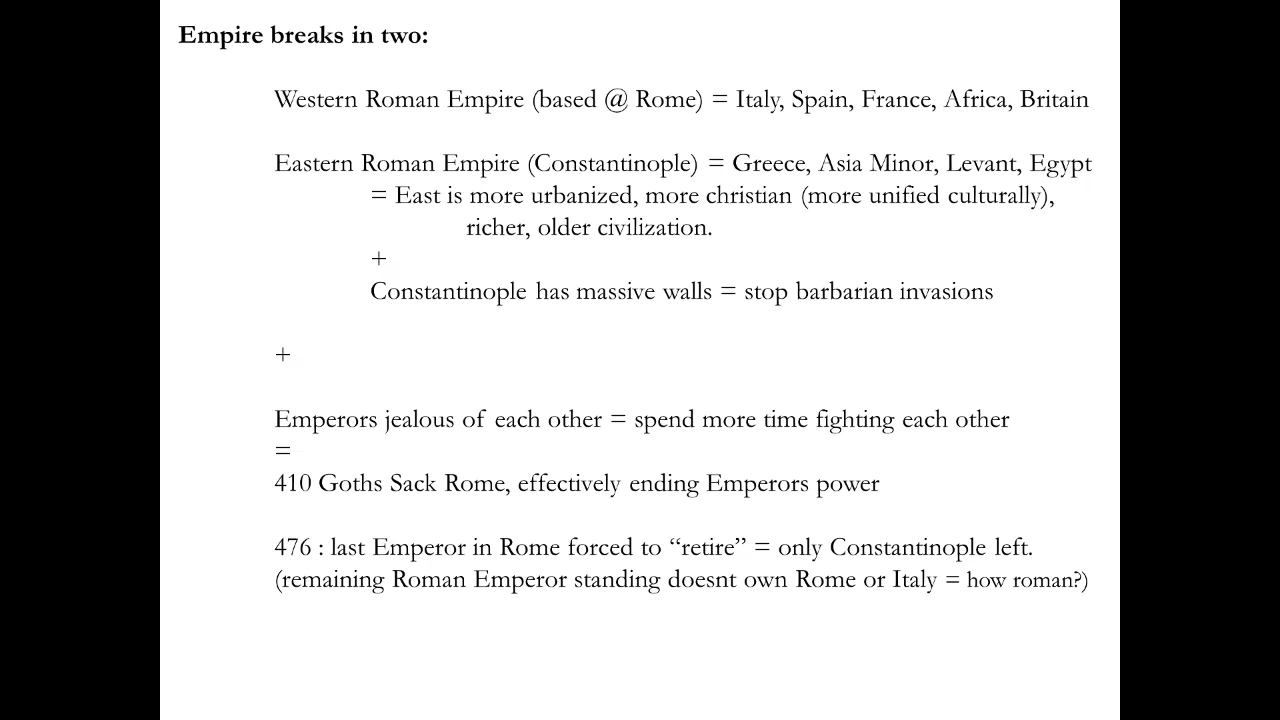 Empire breaks in two:
Western Roman Empire (based @ Rome) = Italy, Spain, France, Africa, Britain
Eastern Roman Empire (Constantinople) = Greece, Asia Minor, Levant, Egypt
= East is more urbanized, more christian (more unified culturally),
richer, older civilization.
+
Constantinople has massive walls = stop barbarian invasions
+
Emperors jealous of each other = spend more time fighting each other
=
410 Goths Sack Rome, effectively ending Emperors power
476 : last Emperor in Rome forced to “retire” = only Constantinople left.
(remaining Roman Emperor standing doesnt own Rome or Italy = how roman?)